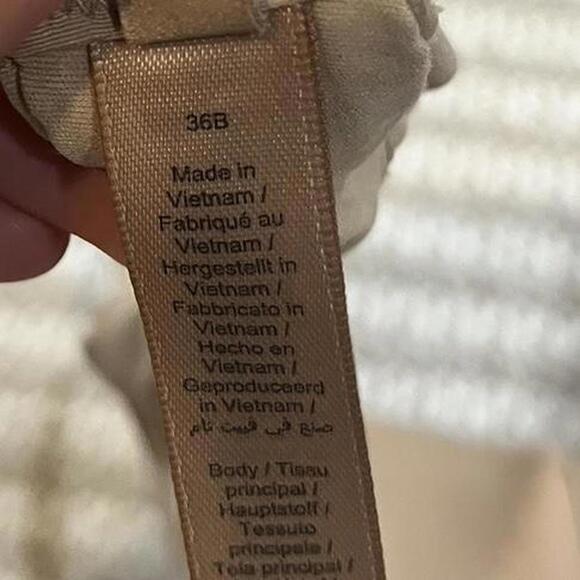 36B
Made in
Vietnam /
Fabriqué au
Vietnam /
Hergestellt in
Vietnam /
Fabbricato in
Vietnam /
Hecho en
Vietnam /
Geproduceerd
in Vietnam /
صنع في فييت نام
Body / Tissu
principal /
Hauptstoff /
Tessuto
principale /
Tela principal /